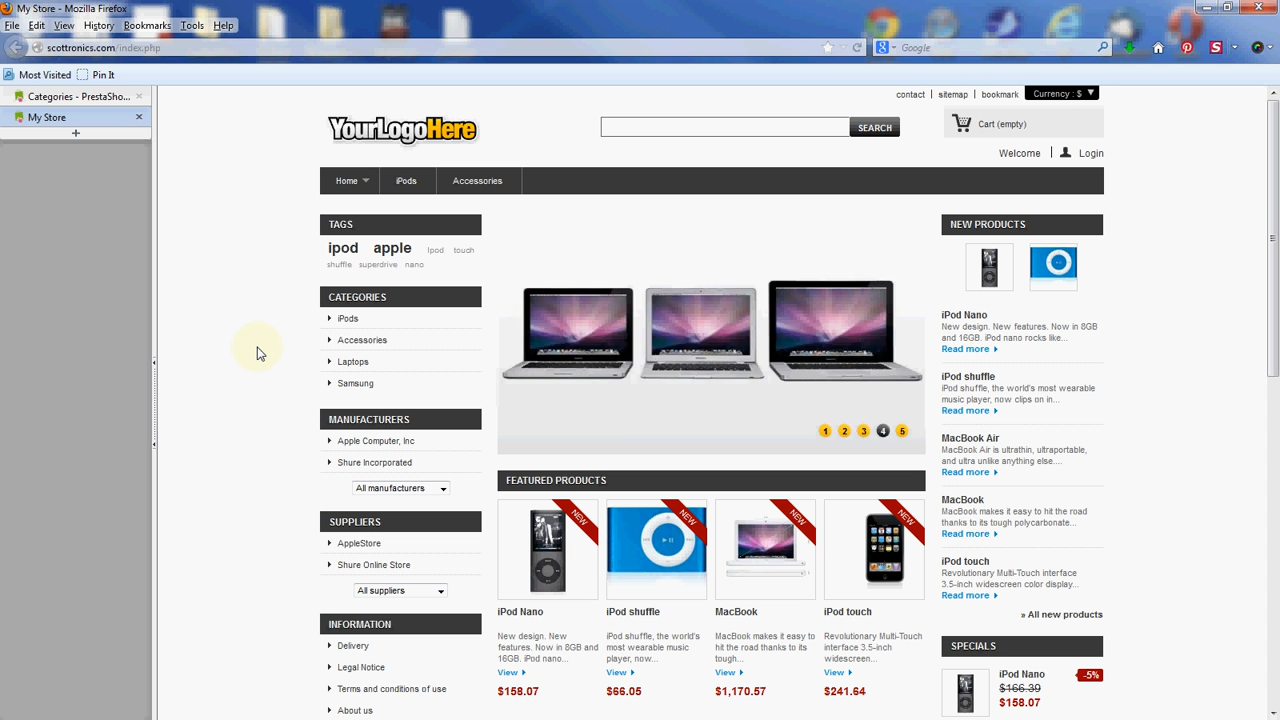 My Store - Mozilla Firefox
File Edit View History Bookmarks Tools Help
scottronics.com/index.php
Google
Most Visited Pin It
Categories - PrestaSho...
My Store
contact sitemap bookmark Currency : $
YourLogoHere
SEARCH
Cart (empty)
Welcome Login
Home iPods Accessories
TAGS
ipod apple Ipod touch
shuffle superdrive nano
CATEGORIES
iPods
Accessories
Laptops
Samsung
MANUFACTURERS
Apple Computer, Inc
Shure Incorporated
All manufacturers
SUPPLIERS
AppleStore
Shure Online Store
All suppliers
INFORMATION
Delivery
Legal Notice
Terms and conditions of use
About us
1 2 3 4 5
FEATURED PRODUCTS
NEW NEW NEW NEW
iPod Nano iPod shuffle MacBook iPod touch
New design. New features. Now in 8GB and 16GB. iPod nano...
View
$158.07
iPod shuffle, the world's most wearable music player, now...
View
$66.05
MacBook makes it easy to hit the road thanks to its tough...
View
$1,170.57
Revolutionary Multi-Touch interface 3.5-inch widescreen...
View
$241.64
NEW PRODUCTS
iPod Nano
New design. New features. Now in 8GB
and 16GB. iPod nano rocks like...
Read more
iPod shuffle
iPod shuffle, the world's most wearable
music player, now clips on in...
Read more
MacBook Air
MacBook Air is ultrathin, ultraportable,
and ultra unlike anything else....
Read more
MacBook
MacBook makes it easy to hit the road
thanks to its tough polycarbonate...
Read more
iPod touch
Revolutionary Multi-Touch interface
3.5-inch widescreen color display...
Read more
» All new products
SPECIALS
iPod Nano -5%
$166.39
$158.07